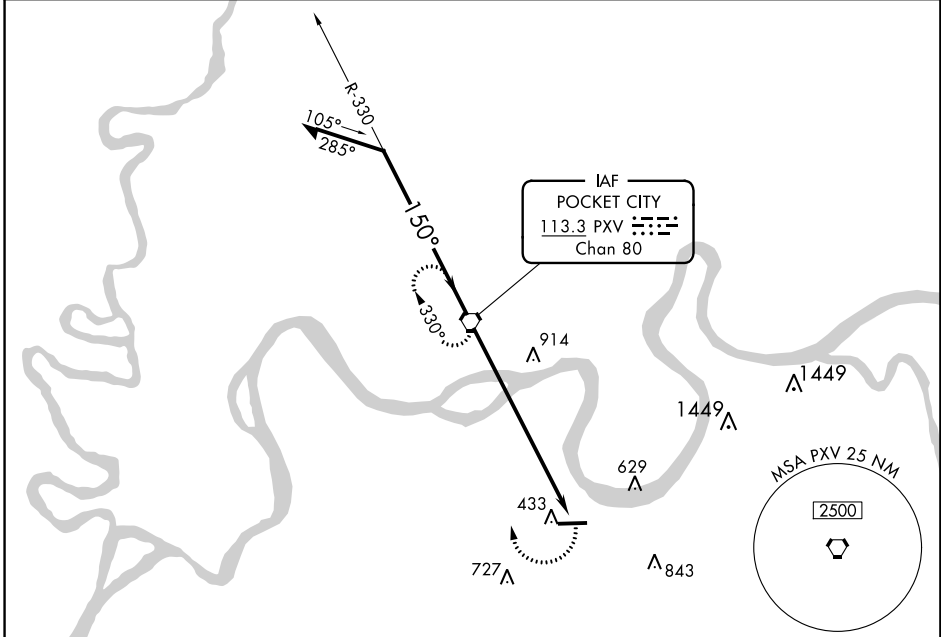 R-330
105°
285°
150°
IAF
POCKET CITY
113.3 PXV
Chan 80
330°
914
1449
1449
629
MSA PXV 25 NM
2500
433
727
843